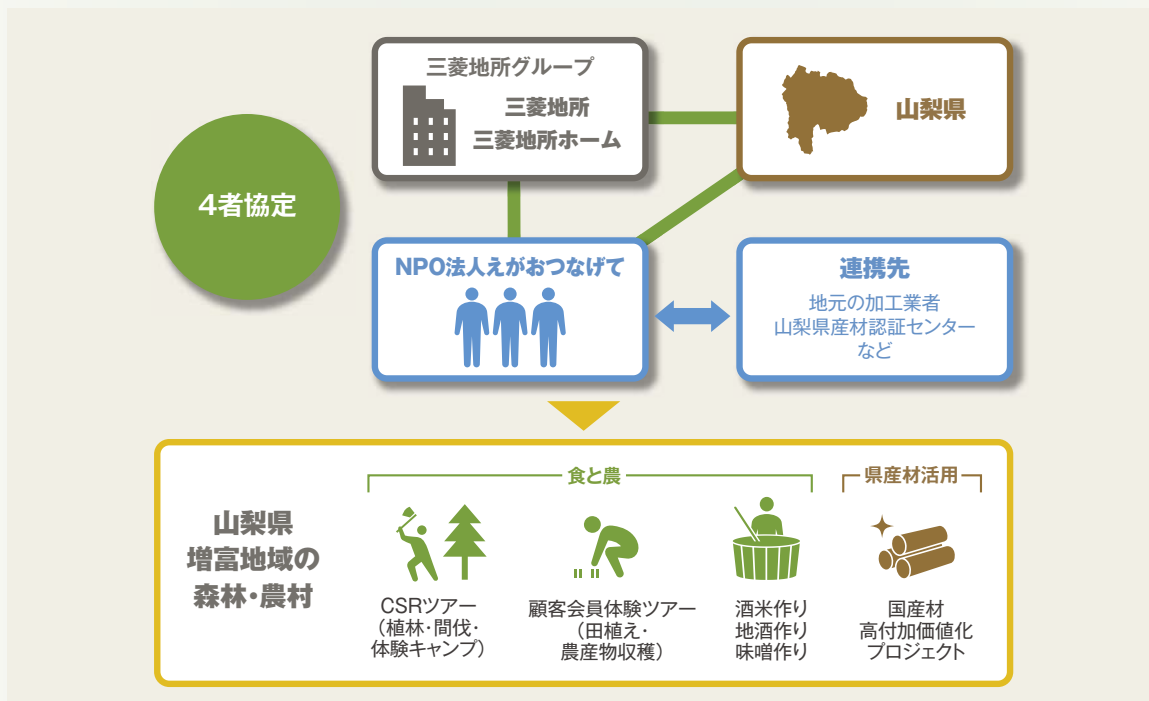 4者協定
三菱地所グループ
三菱地所
三菱地所ホーム
山梨県
NPO法人えがおつなげて
連携先
地元の加工業者
山梨県産材認証センター
など
山梨県
増富地域の
森林・農村
食と農
CSRツアー
（植林・間伐・
体験キャンプ）
顧客会員体験ツアー
（田植え・
農産物収穫）
酒米作り
地酒作り
味噌作り
県産材活用
国産材
高付加価値化
プロジェクト